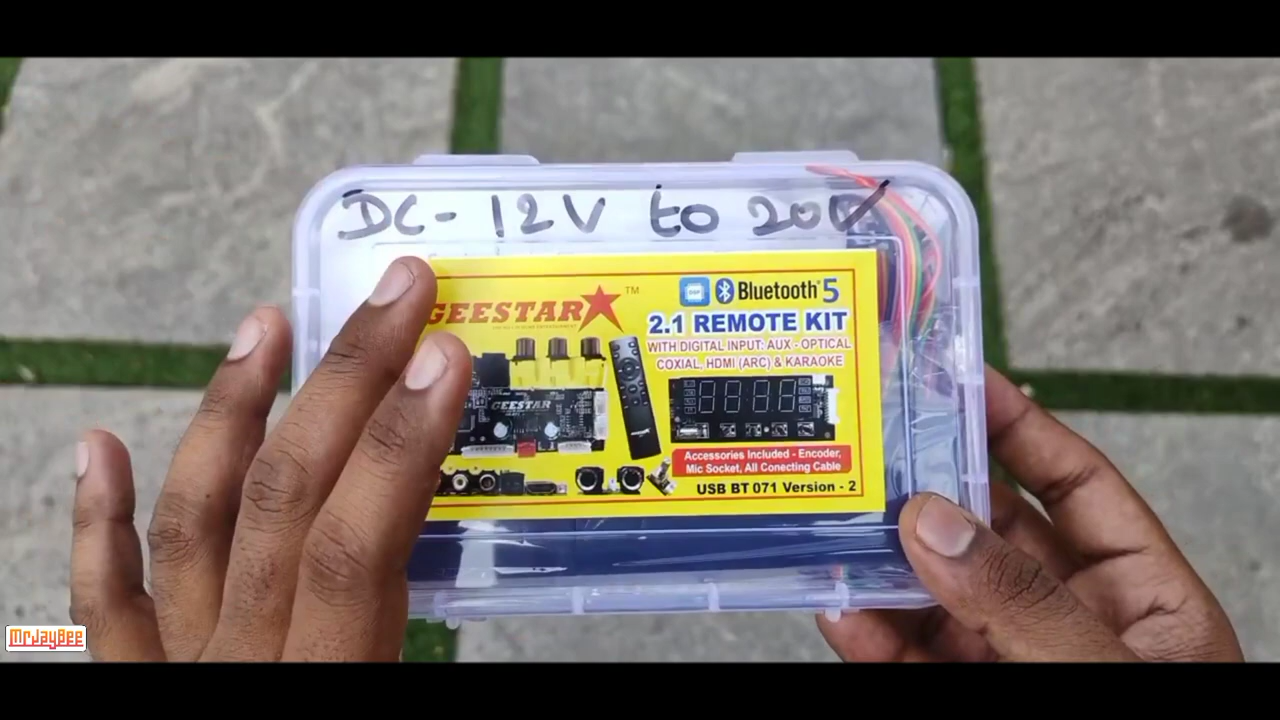 DC - 12V to 20V
GEESTAR TM
DSP Bluetooth 5
2.1 REMOTE KIT
WITH DIGITAL INPUT: AUX - OPTICAL
COXIAL, HDMI (ARC) & KARAOKE
GEESTAR
Accessories Included - Encoder,
Mic Socket, All Conecting Cable
USB BT 071 Version - 2
MrJayBee